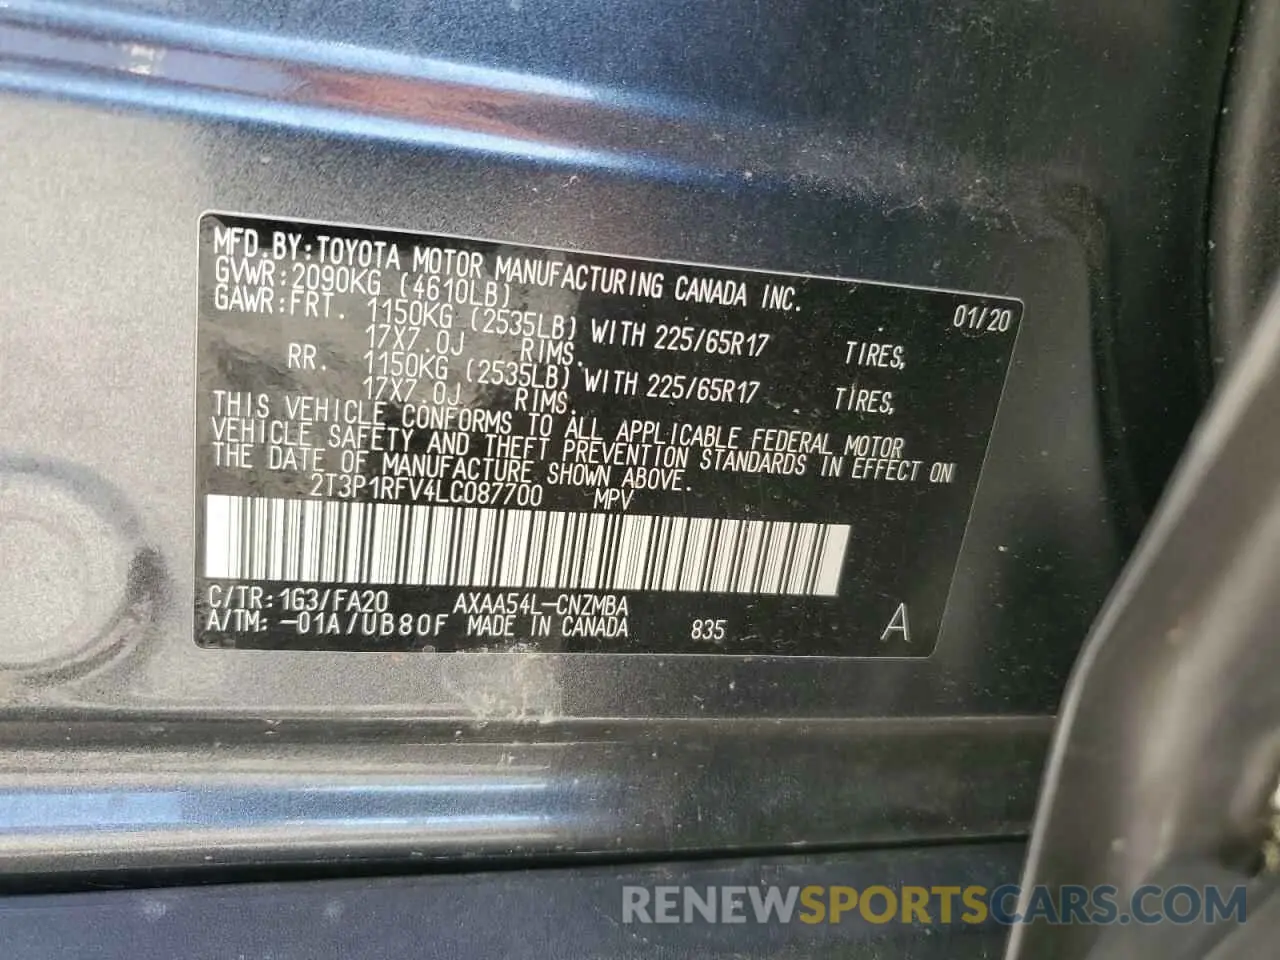 MFD.BY:TOYOTA MOTOR MANUFACTURING CANADA INC.
GVWR:2090KG (4610LB) 01/20
GAWR:FRT. 1150KG (2535LB) WITH 225/65R17 TIRES,
17X7.0J RIMS.
RR. 1150KG (2535LB) WITH 225/65R17 TIRES,
17X7.0J RIMS.
THIS VEHICLE CONFORMS TO ALL APPLICABLE FEDERAL MOTOR
VEHICLE SAFETY AND THEFT PREVENTION STANDARDS IN EFFECT ON
THE DATE OF MANUFACTURE SHOWN ABOVE.
2T3P1RFV4LC087700 MPV
C/TR:1G3/FA20 AXAA54L-CNZMBA
A/TM:-01A/UB80F MADE IN CANADA 835 A
RENEWSPORTSCARS.COM